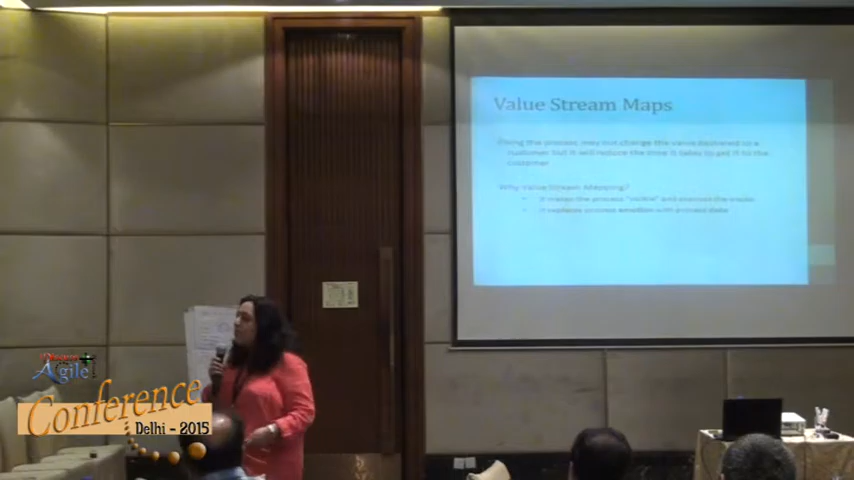 Value Stream Maps
Fixing the process, may not change the value delivered to a
customer but it will reduce the time it takes to get it to the
customer
Why Value Stream Mapping?
It makes the process "visible" and the waste
It replaces process emotion with process data
Agile
Conference
Delhi - 2015